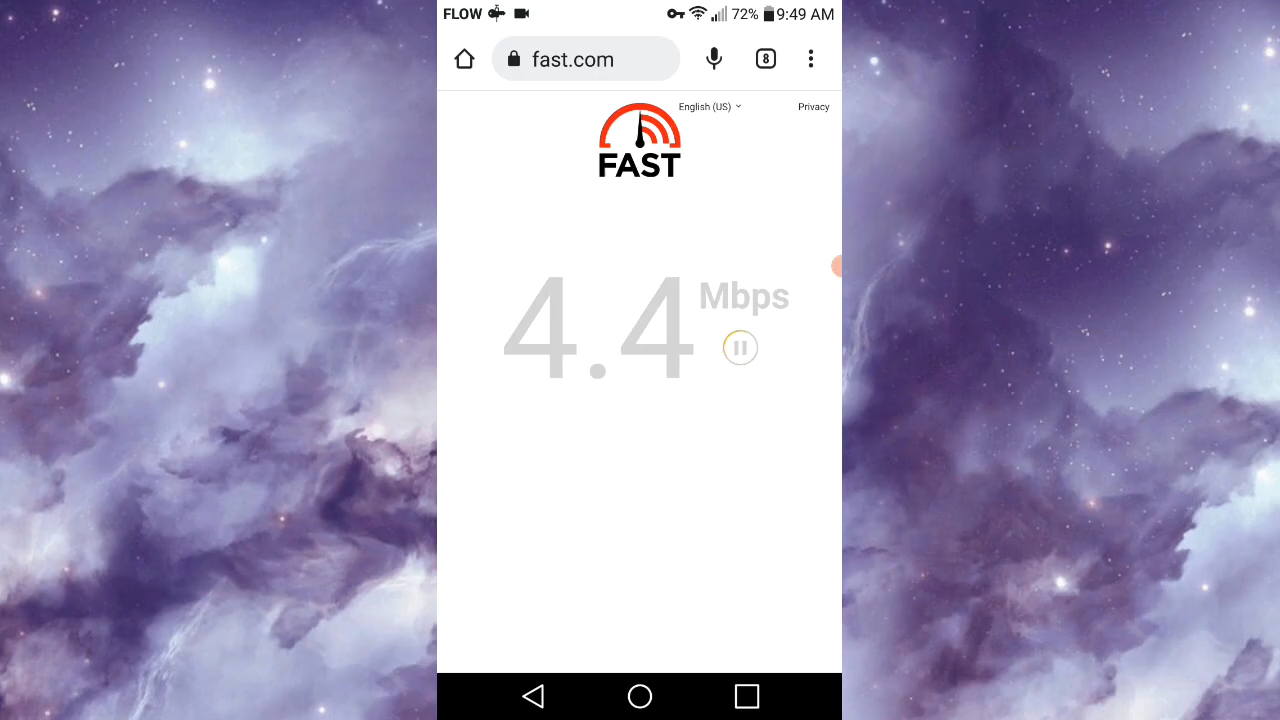 FLOW 72% 9:49 AM
fast.com 8
English (US) Privacy
FAST
4.4 Mbps